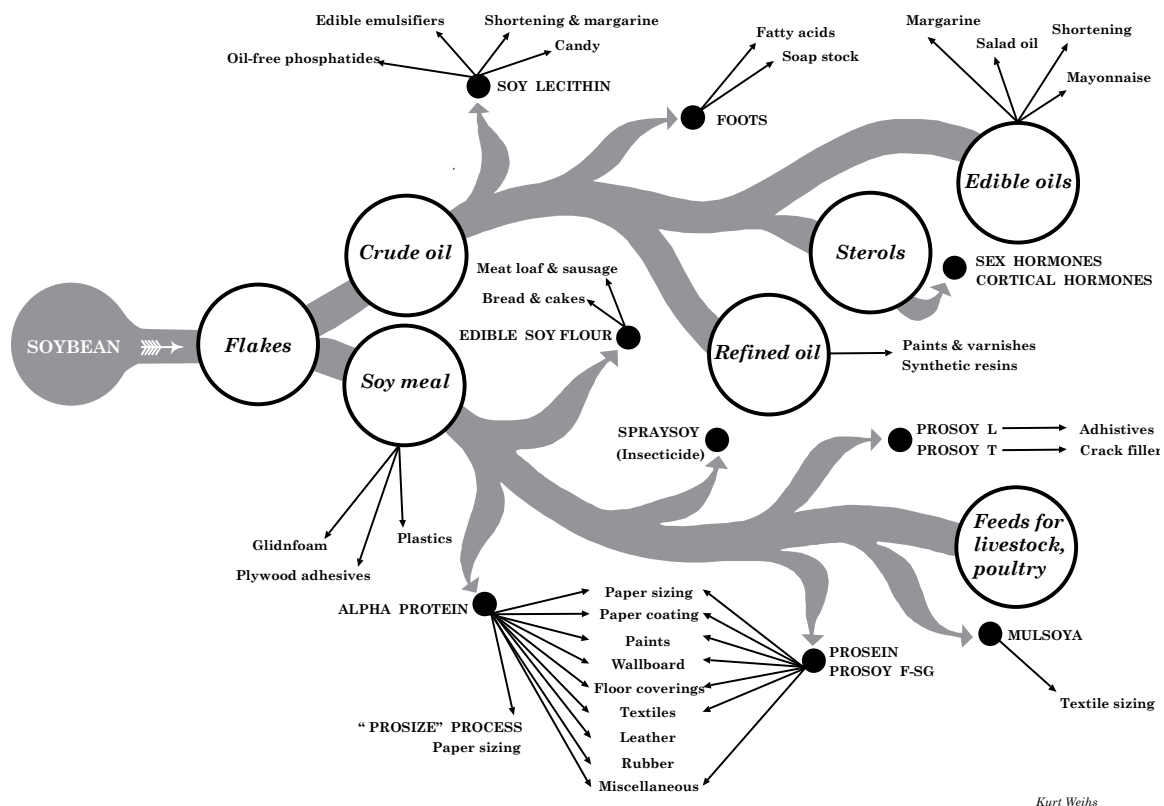 Edible emulsifiers
Shortening & margarine
Oil-free phosphatides
Candy
SOY LECITHIN
Fatty acids
Soap stock
FOOTS
Margarine
Salad oil
Shortening
Mayonnaise
Edible oils
Crude oil
Sterols
SEX HORMONES
CORTICAL HORMONES
Meat loaf & sausage
Bread & cakes
EDIBLE SOY FLOUR
SOYBEAN
Flakes
Soy meal
Refined oil
Paints & varnishes
Synthetic resins
SPRAYSOY
(Insecticide)
PROSOY L
Adhistives
PROSOY T
Crack filler
Glidnfoam
Plywood adhesives
Plastics
Feeds for
livestock,
poultry
ALPHA PROTEIN
Paper sizing
Paper coating
Paints
Wallboard
Floor coverings
Textiles
Leather
Rubber
Miscellaneous
PROSEIN
PROSOY F-SG
MULSOYA
Textile sizing
“ PROSIZE” PROCESS
Paper sizing
Kurt Weihs